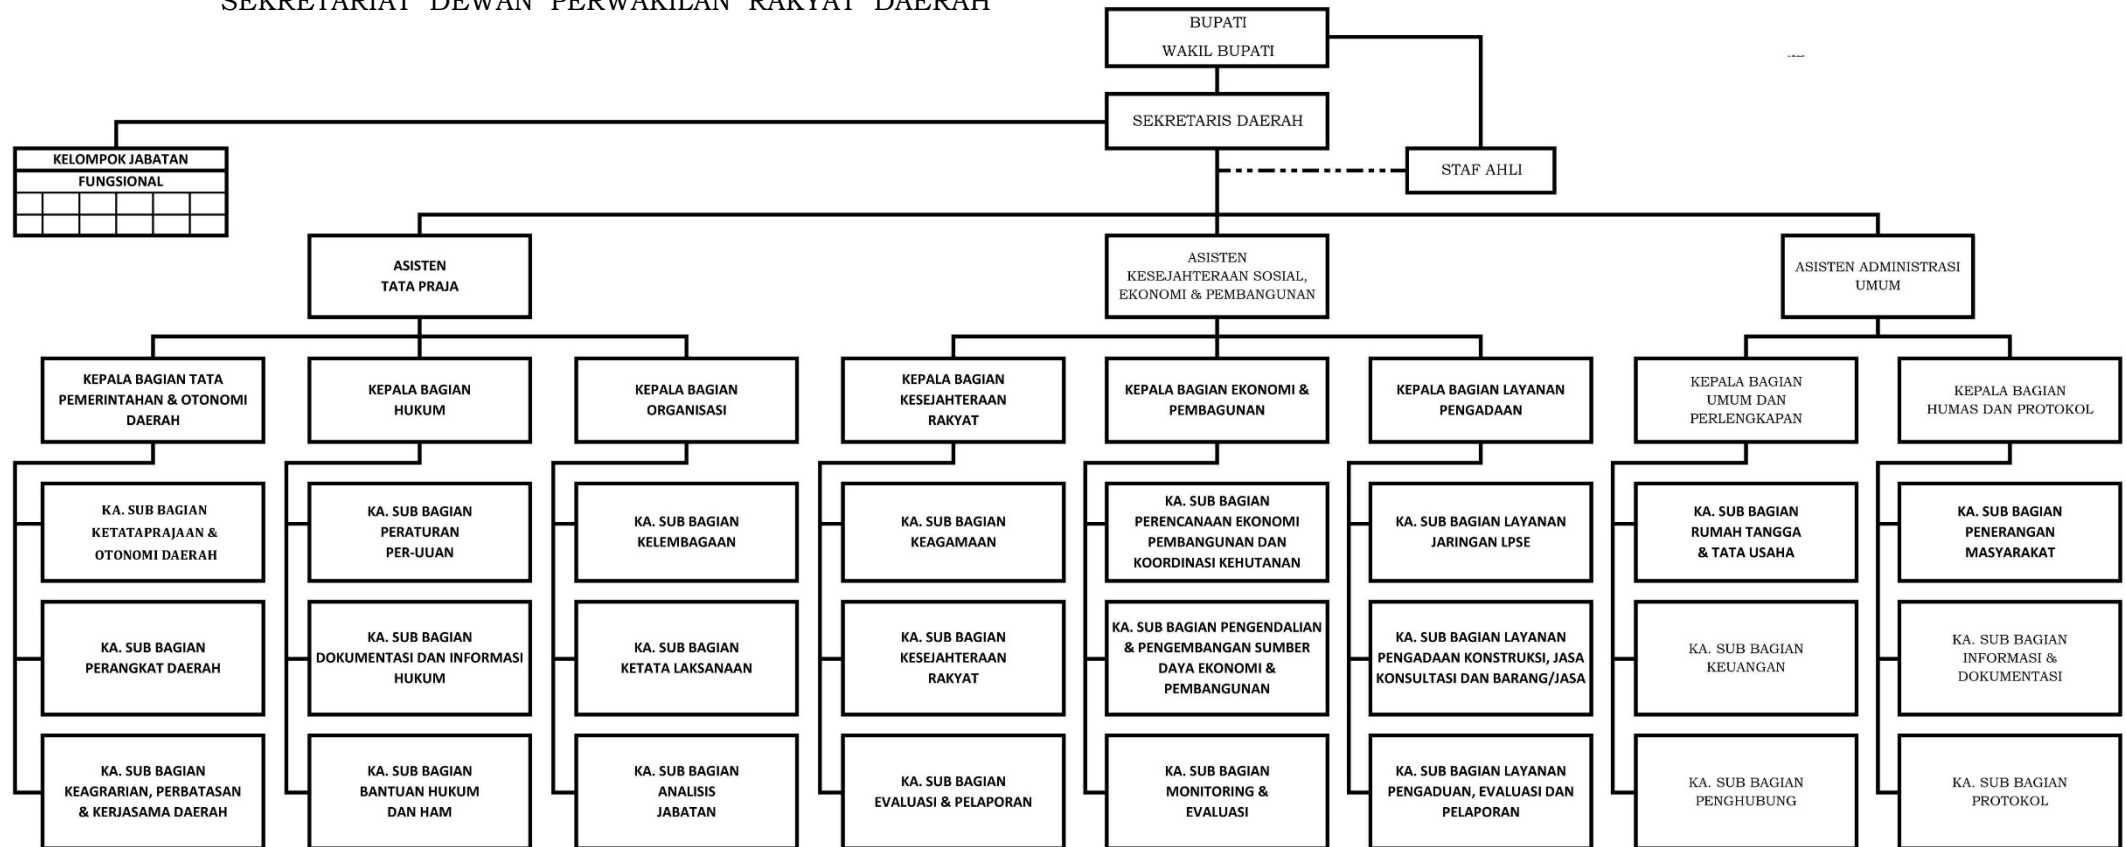 SEKRETARIAT DEWAN PERWAKILAN RAKYAT DAERAH
BUPATI
WAKIL BUPATI
SEKRETARIS DAERAH
STAF AHLI
KELOMPOK JABATAN
FUNGSIONAL
ASISTEN
TATA PRAJA
ASISTEN
KESEJAHTERAAN SOSIAL,
EKONOMI & PEMBANGUNAN
ASISTEN ADMINISTRASI
UMUM
KEPALA BAGIAN TATA
PEMERINTAHAN & OTONOMI
DAERAH
KEPALA BAGIAN
HUKUM
KEPALA BAGIAN
ORGANISASI
KEPALA BAGIAN
KESEJAHTERAAN
RAKYAT
KEPALA BAGIAN EKONOMI &
PEMBAGUNAN
KEPALA BAGIAN LAYANAN
PENGADAAN
KEPALA BAGIAN
UMUM DAN
PERLENGKAPAN
KEPALA BAGIAN
HUMAS DAN PROTOKOL
KA. SUB BAGIAN
KETATAPRAJAAN &
OTONOMI DAERAH
KA. SUB BAGIAN
PERATURAN
PER-UUAN
KA. SUB BAGIAN
KELEMBAGAAN
KA. SUB BAGIAN
KEAGAMAAN
KA. SUB BAGIAN
PERENCANAAN EKONOMI
PEMBANGUNAN DAN
KOORDINASI KEHUTANAN
KA. SUB BAGIAN LAYANAN
JARINGAN LPSE
KA. SUB BAGIAN
RUMAH TANGGA
& TATA USAHA
KA. SUB BAGIAN
PENERANGAN
MASYARAKAT
KA. SUB BAGIAN
PERANGKAT DAERAH
KA. SUB BAGIAN
DOKUMENTASI DAN INFORMASI
HUKUM
KA. SUB BAGIAN
KETATA LAKSANAAN
KA. SUB BAGIAN
KESEJAHTERAAN
RAKYAT
KA. SUB BAGIAN PENGENDALIAN
& PENGEMBANGAN SUMBER
DAYA EKONOMI &
PEMBANGUNAN
KA. SUB BAGIAN LAYANAN
PENGADAAN KONSTRUKSI, JASA
KONSULTASI DAN BARANG/JASA
KA. SUB BAGIAN
KEUANGAN
KA. SUB BAGIAN
INFORMASI &
DOKUMENTASI
KA. SUB BAGIAN
KEAGRARIAN, PERBATASAN
& KERJASAMA DAERAH
KA. SUB BAGIAN
BANTUAN HUKUM
DAN HAM
KA. SUB BAGIAN
ANALISIS
JABATAN
KA. SUB BAGIAN
EVALUASI & PELAPORAN
KA. SUB BAGIAN
MONITORING &
EVALUASI
KA. SUB BAGIAN LAYANAN
PENGADUAN, EVALUASI DAN
PELAPORAN
KA. SUB BAGIAN
PENGHUBUNG
KA. SUB BAGIAN
PROTOKOL